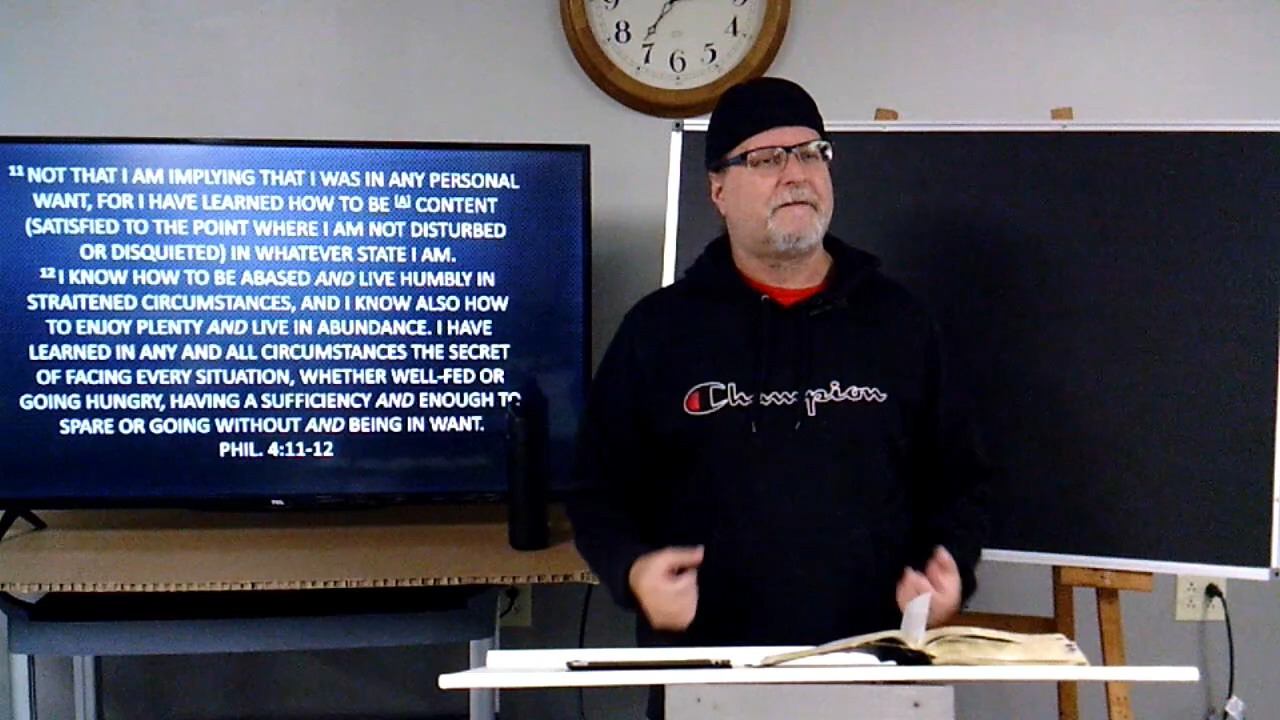 9
8
7
6
5
4
3
11 NOT THAT I AM IMPLYING THAT I WAS IN ANY PERSONAL
WANT, FOR I HAVE LEARNED HOW TO BE [A] CONTENT
(SATISFIED TO THE POINT WHERE I AM NOT DISTURBED
OR DISQUIETED) IN WHATEVER STATE I AM.
12 I KNOW HOW TO BE ABASED AND LIVE HUMBLY IN
STRAITENED CIRCUMSTANCES, AND I KNOW ALSO HOW
TO ENJOY PLENTY AND LIVE IN ABUNDANCE. I HAVE
LEARNED IN ANY AND ALL CIRCUMSTANCES THE SECRET
OF FACING EVERY SITUATION, WHETHER WELL-FED OR
GOING HUNGRY, HAVING A SUFFICIENCY AND ENOUGH TO
SPARE OR GOING WITHOUT AND BEING IN WANT.
PHIL. 4:11-12
TCL
Champion